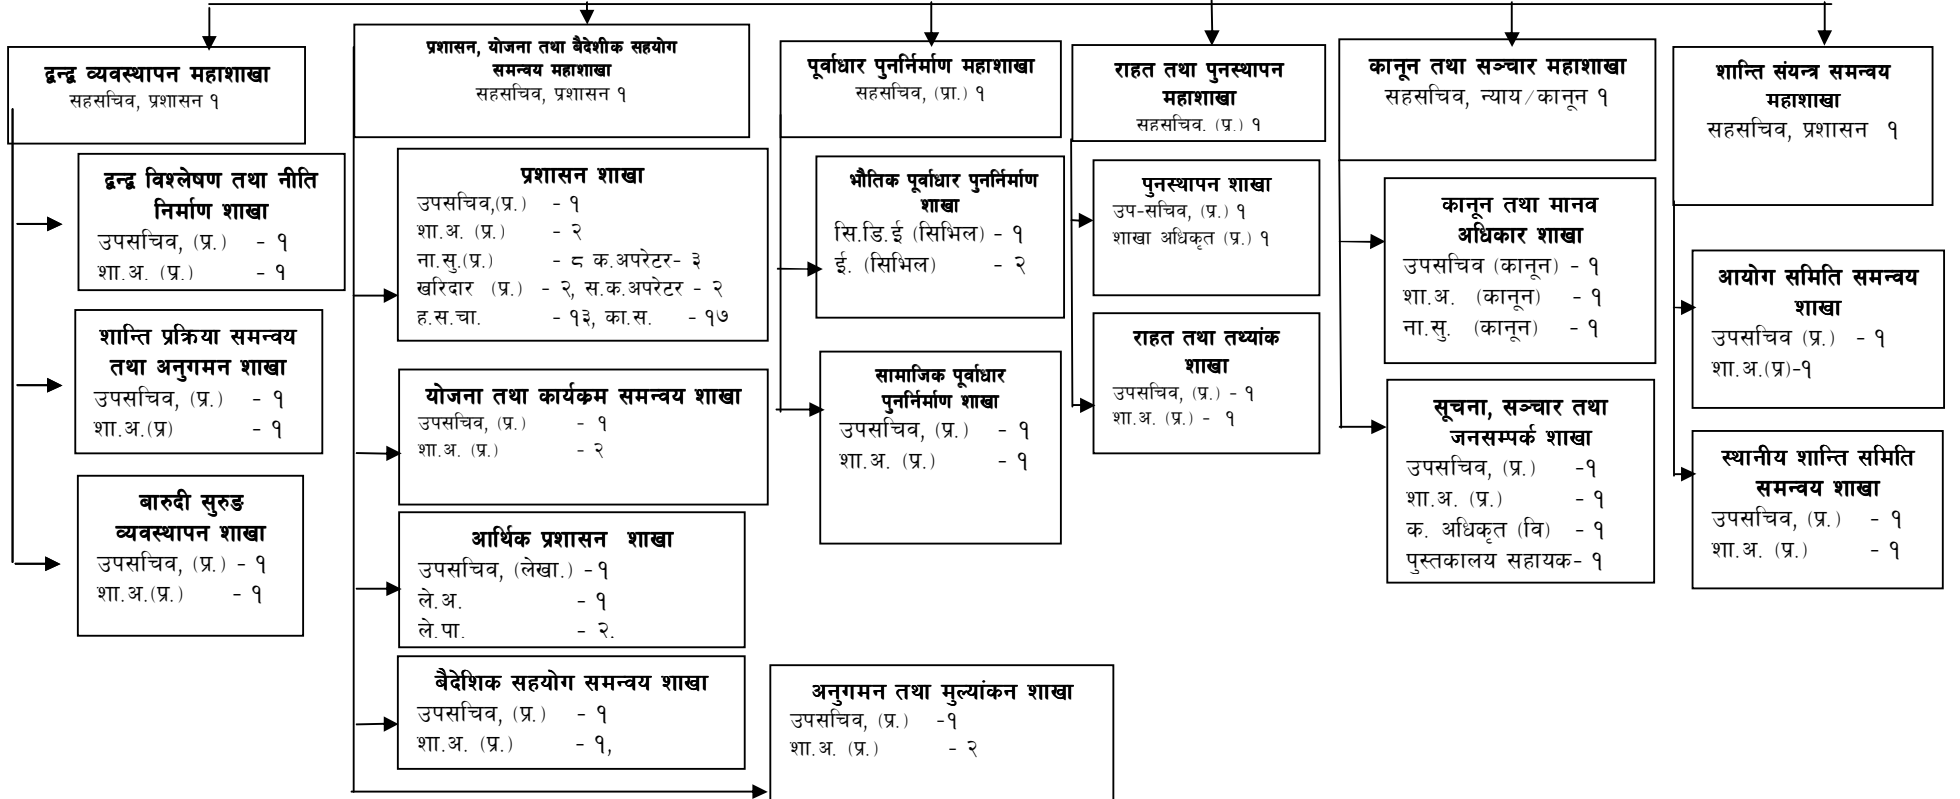 द्वन्द्व व्यवस्थापन महाशाखा
सहसचिव, प्रशासन १
द्वन्द्व विश्लेषण तथा नीति
निर्माण शाखा
उपसचिव, (प्र.) - १
शा.अ. (प्र.) - १
शान्ति प्रक्रिया समन्वय
तथा अनुगमन शाखा
उपसचिव, (प्र.) - १
शा.अ.(प्र) - १
बारुदी सुरुङ
व्यवस्थापन शाखा
उपसचिव, (प्र.) - १
शा.अ.(प्र.) - १
प्रशासन, योजना तथा बैदेशीक सहयोग
समन्वय महाशाखा
सहसचिव, प्रशासन १
प्रशासन शाखा
उपसचिव,(प्र.) - १
शा.अ. (प्र.) - २
ना.सु.(प्र.) - ८ क.अपरेटर- ३
खरिदार (प्र.) - २, स.क.अपरेटर - २
ह.स.चा. - १३, का.स. - १७
योजना तथा कार्यक्रम समन्वय शाखा
उपसचिव, (प्र.) - १
शा.अ. (प्र.) - २
आर्थिक प्रशासन शाखा
उपसचिव, (लेखा.) -१
ले.अ. - १
ले.पा. - २.
बैदेशिक सहयोग समन्वय शाखा
उपसचिव, (प्र.) - १
शा.अ. (प्र.) - १,
अनुगमन तथा मुल्यांकन शाखा
उपसचिव, (प्र.) -१
शा.अ. (प्र.) - २
पूर्वाधार पुनर्निर्माण महाशाखा
सहसचिव, (प्रा.) १
भौतिक पूर्वाधार पुनर्निर्माण
शाखा
सि.डि.ई (सिभिल) - १
ई. (सिभिल) - २
सामाजिक पूर्वाधार
पुनर्निर्माण शाखा
उपसचिव, (प्र.) - १
शा.अ. (प्र.) - १
राहत तथा पुनस्थापन
महाशाखा
सहसचिव. (प्र.) १
पुनस्थापन शाखा
उप-सचिव, (प्र.) १
शाखा अधिकृत (प्र.) १
राहत तथा तथ्यांक
शाखा
उपसचिव, (प्र.) - १
शा.अ. (प्र.) - १
कानून तथा सञ्चार महाशाखा
सहसचिव, न्याय/कानून १
कानून तथा मानव
अधिकार शाखा
उपसचिव (कानून) - १
शा.अ. (कानून) - १
ना.सु. (कानून) - १
सूचना, सञ्चार तथा
जनसम्पर्क शाखा
उपसचिव, (प्र.) -१
शा.अ. (प्र.) - १
क. अधिकृत (वि) - १
पुस्तकालय सहायक- १
शान्ति संयन्त्र समन्वय
महाशाखा
सहसचिव, प्रशासन १
आयोग समिति समन्वय
शाखा
उपसचिव (प्र.) - १
शा.अ.(प्र)-१
स्थानीय शान्ति समिति
समन्वय शाखा
उपसचिव, (प्र.) - १
शा.अ. (प्र.) - १